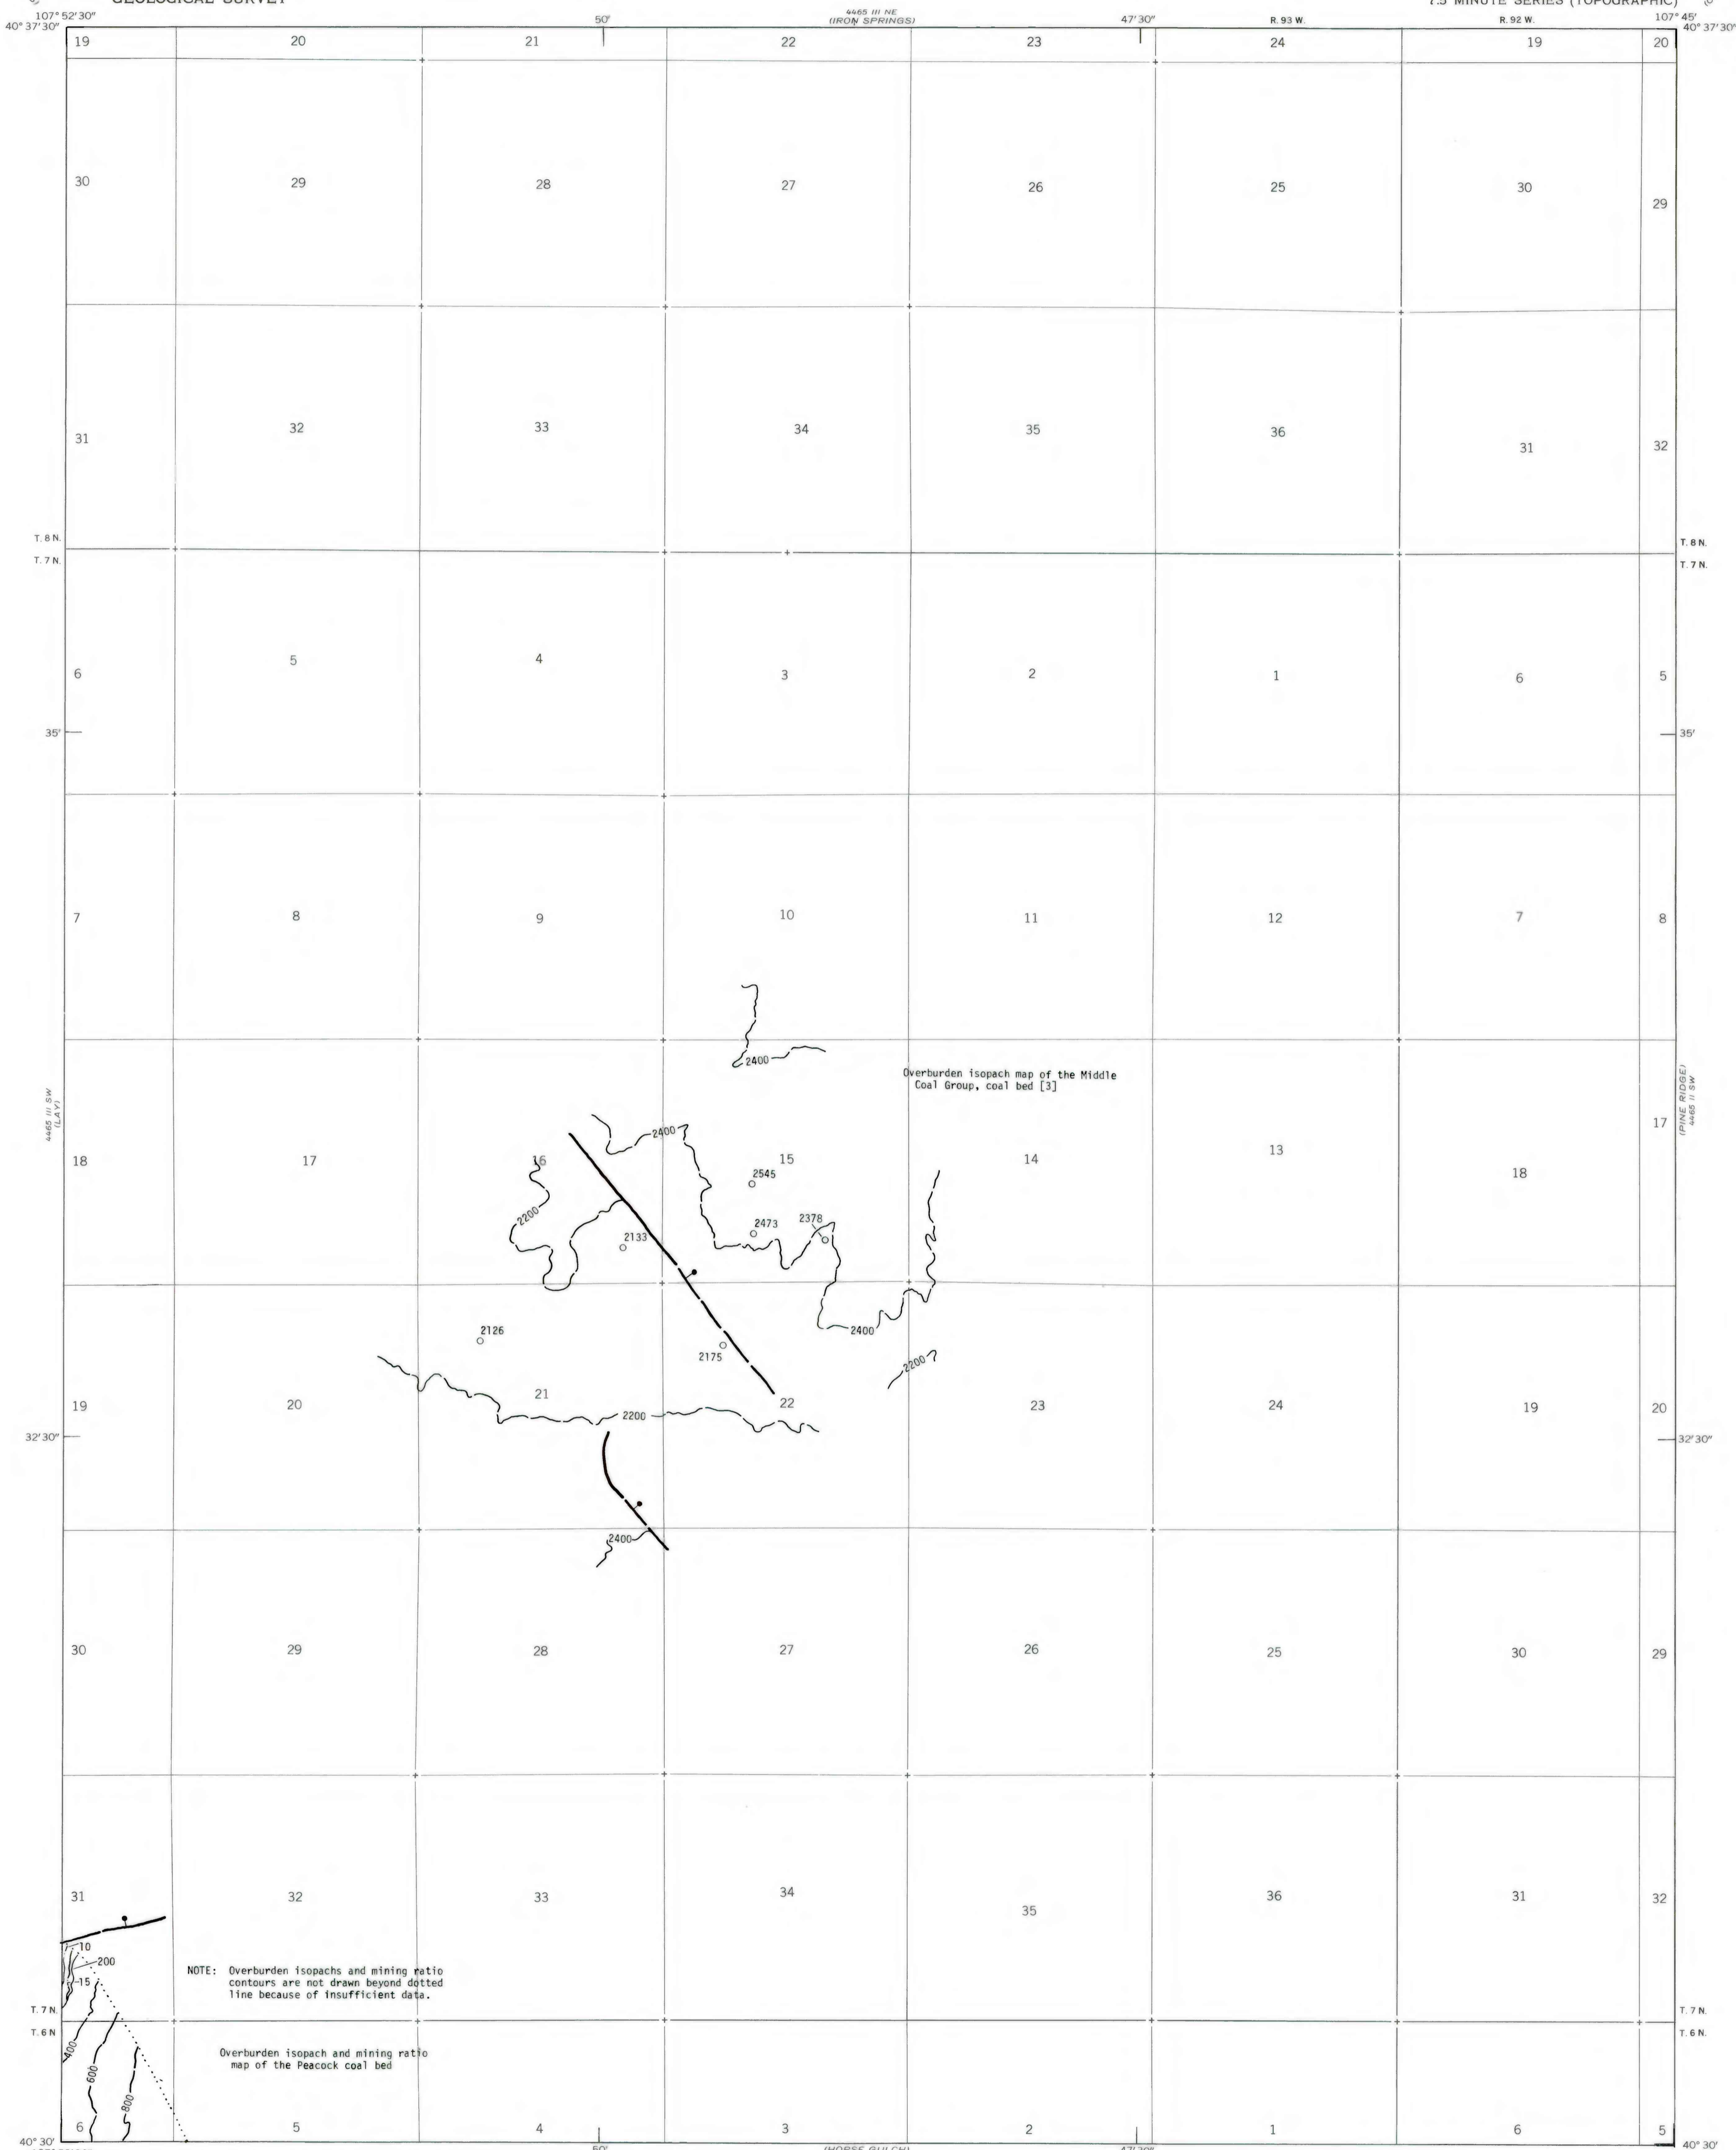 GEOLOGICAL SURVEY
7.5 MINUTE SERIES (TOPOGRAPHIC)
107° 52' 30" 50' 4465 III NE 47' 30" R. 93 W. R. 92 W. 107° 45'
(IRON SPRINGS)
40° 37' 30" 40° 37' 30"
19 20 21 22 23 24 19 20
30 29 28 27 26 25 30 29
31 32 33 34 35 36 31 32
T. 8 N. T. 8 N.
T. 7 N. T. 7 N.
6 5 4 3 2 1 6 5
35' 35'
7 8 9 10 11 12 7 8
2400
Overburden isopach map of the Middle
Coal Group, coal bed [3]
4465 III SW
(LAY)
(PINE RIDGE)
4465 II SW
2400
18 17 16 15 14 13 18 17
2545
2200
2473 2378
2133
2126
2400
2175
2200
19 20 21 22 23 24 19 20
2200
32' 30" 32' 30"
2400
30 29 28 27 26 25 30 29
31 32 33 34 35 36 31 32
10
200
15
NOTE: Overburden isopachs and mining ratio
contours are not drawn beyond dotted
line because of insufficient data.
T. 7 N. T. 7 N.
T. 6 N T. 6 N.
400
600
800
Overburden isopach and mining ratio
map of the Peacock coal bed
6 5 4 3 2 1 6 5
40° 30' 40° 30'
50' (HORSE GULCH) 47'30"